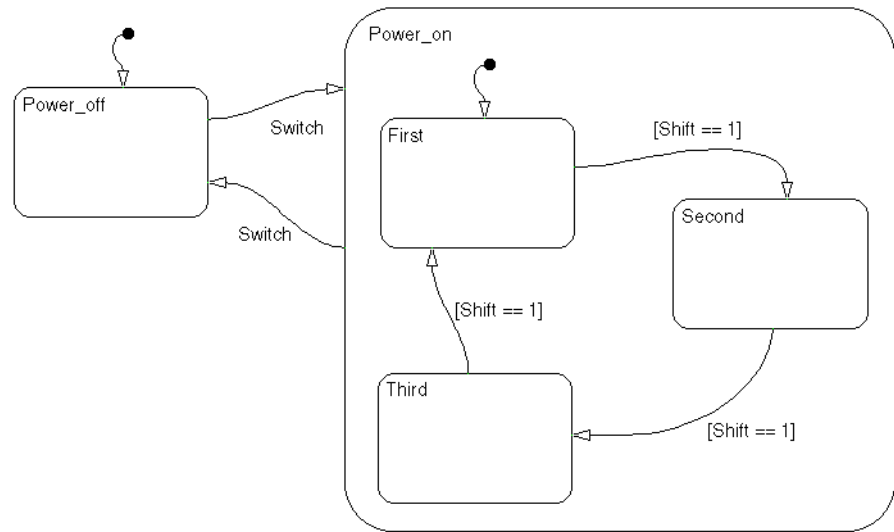 Power_on
Power_off
Switch
First
[Shift == 1]
Second
Switch
[Shift == 1]
Third
[Shift == 1]